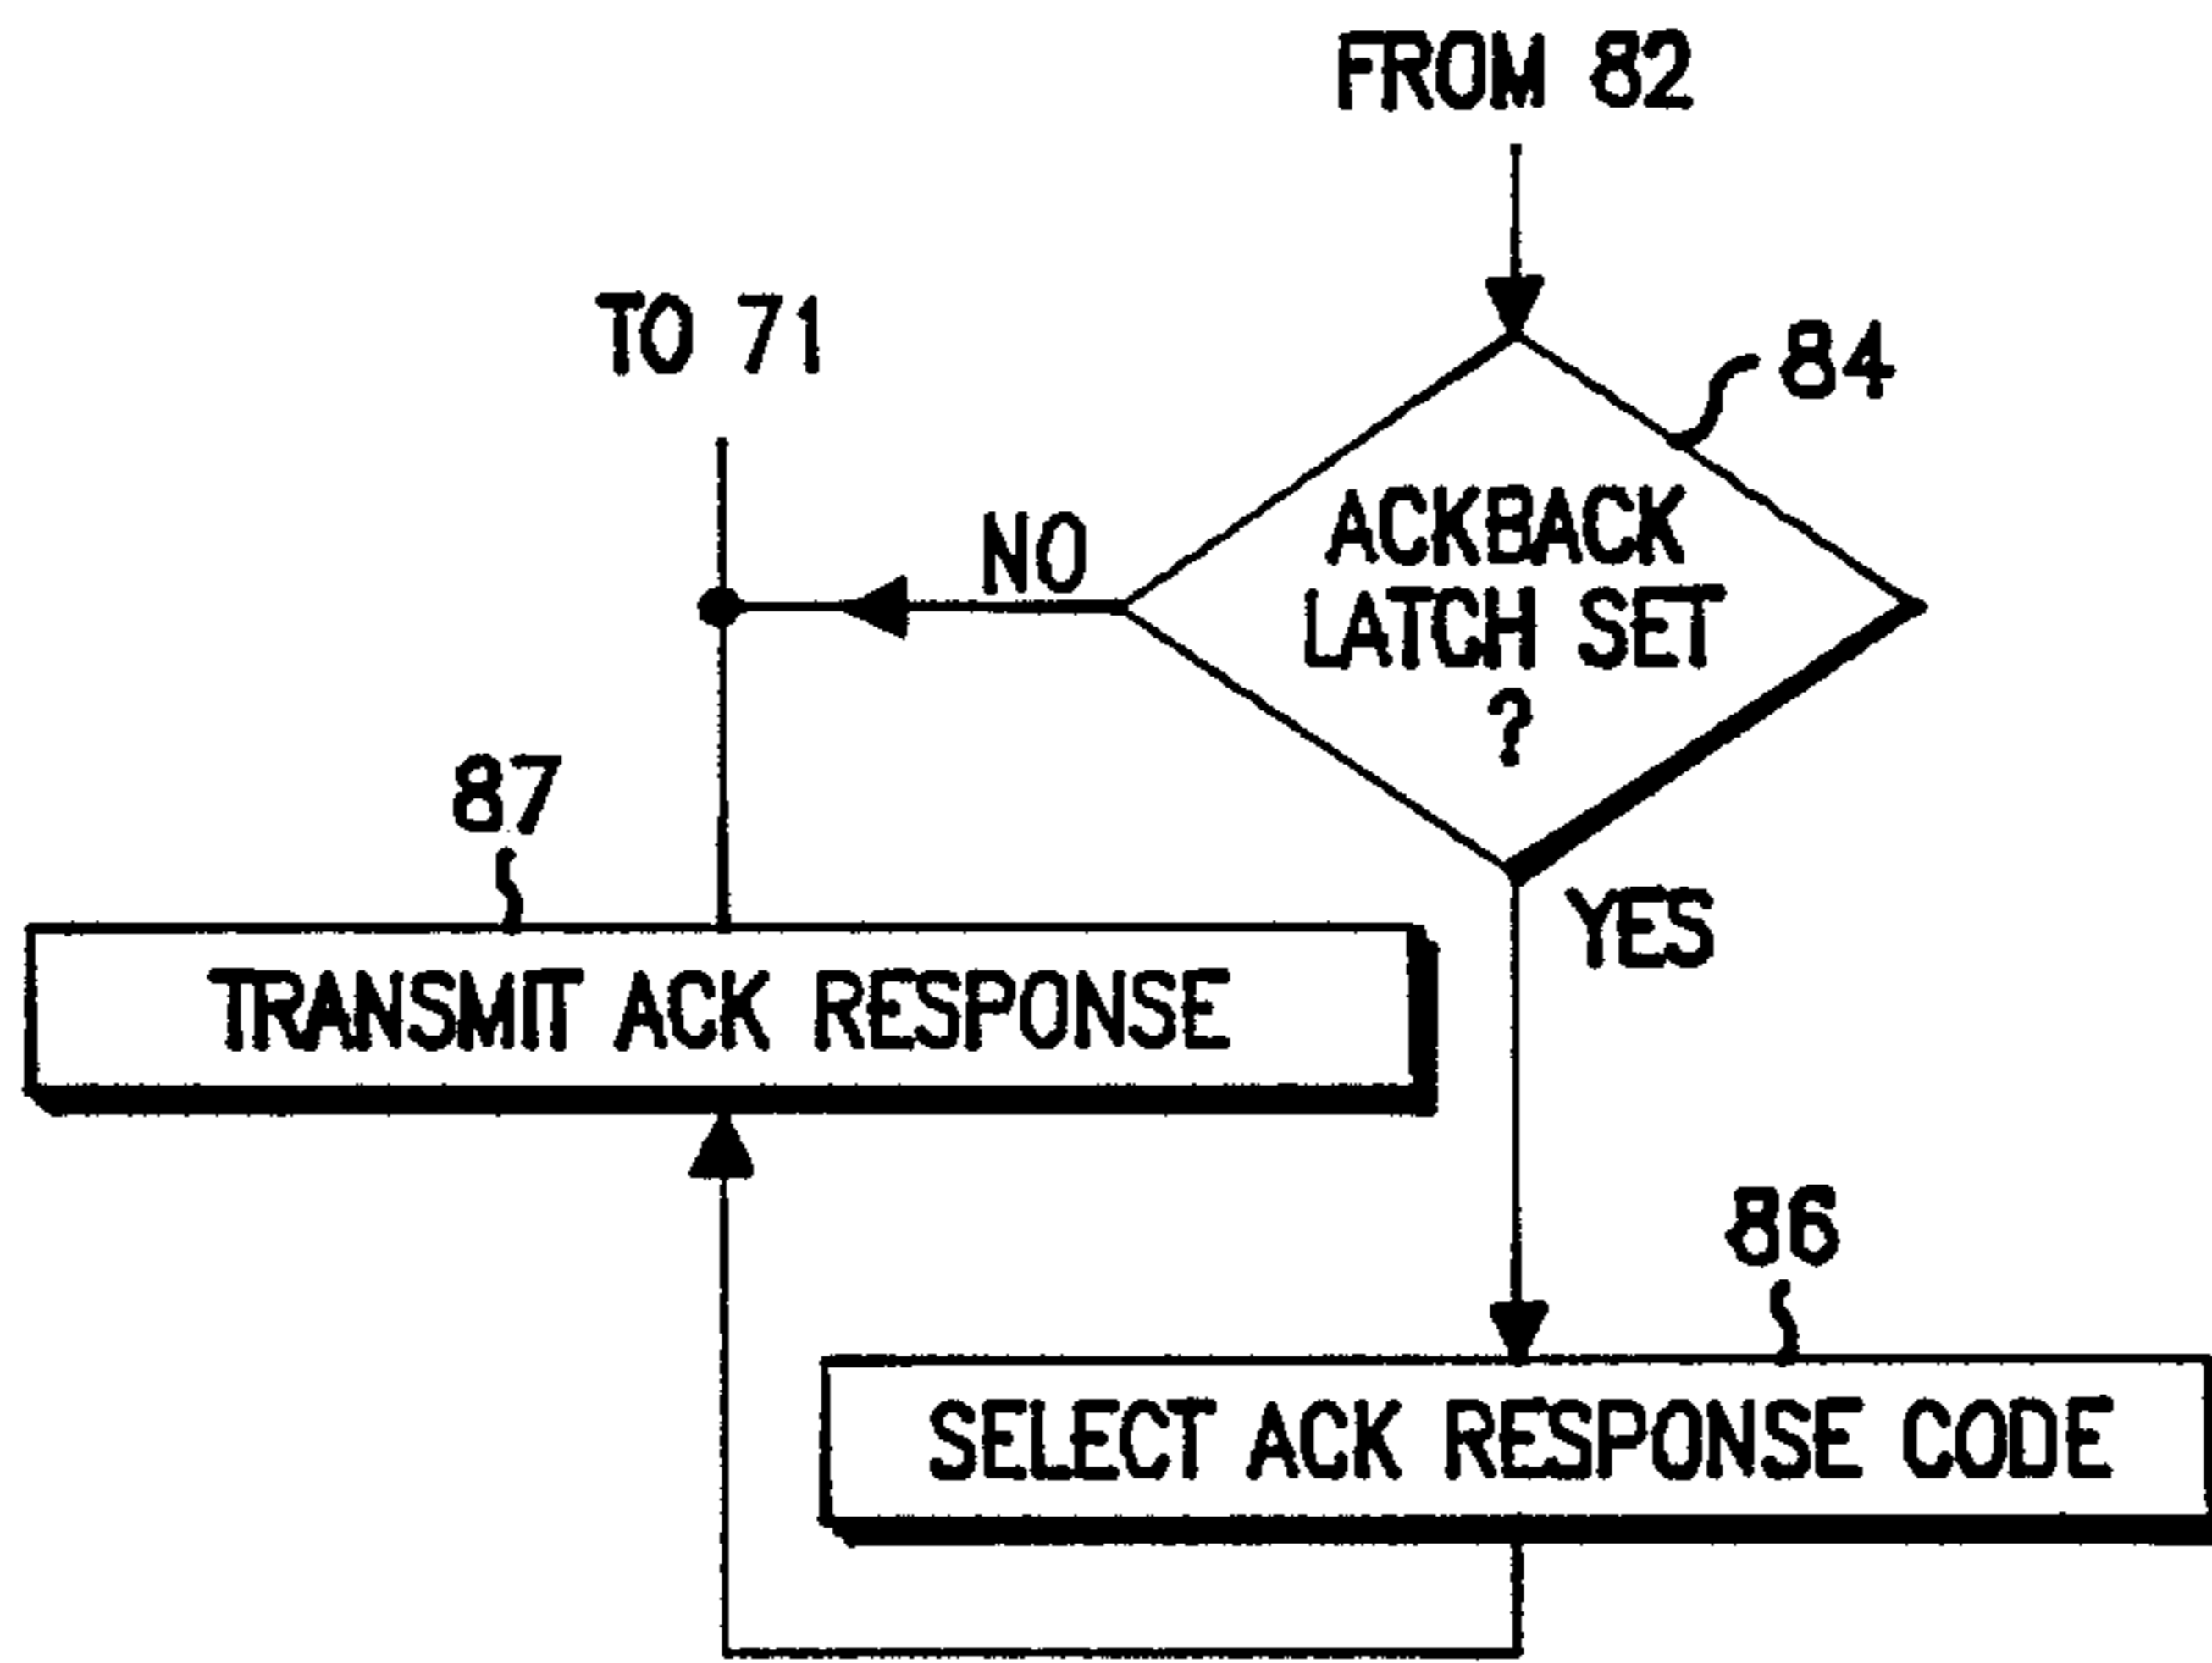 FROM 82
TO 71
84
ACKBACK
LATCH SET
?
NO
YES
87
TRANSMIT ACK RESPONSE
86
SELECT ACK RESPONSE CODE